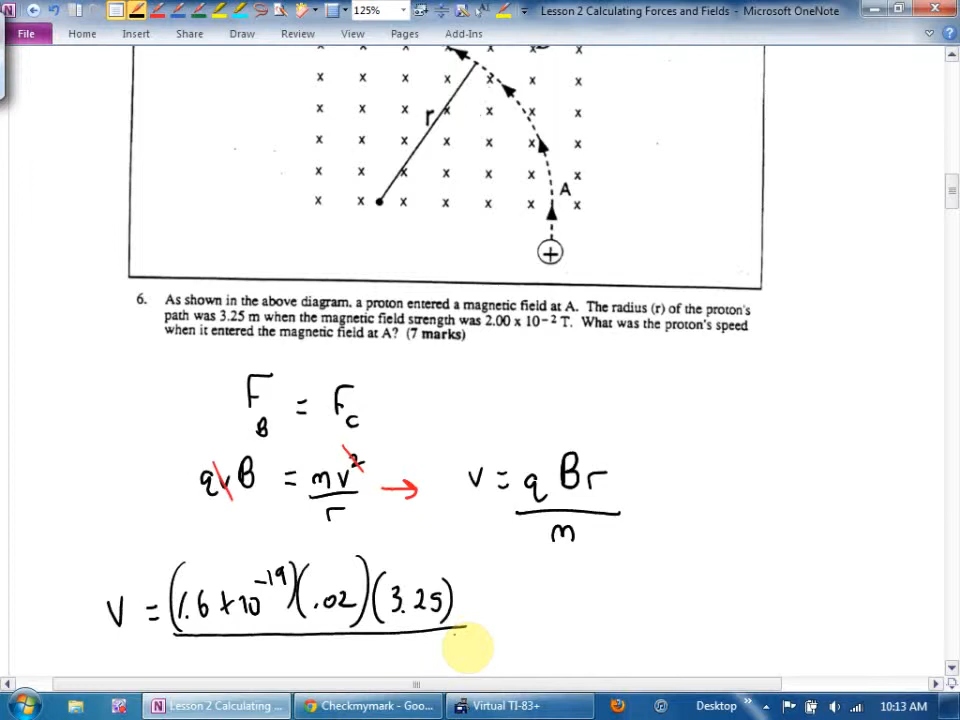 125%
Lesson 2 Calculating Forces and Fields - Microsoft OneNote
File Home Insert Share Draw Review View Pages Add-Ins
x x x x x x x
x x x x x x x
x x x x x x x
r
x x x x x x x
x x x x x x x
A
x x x x x x x
+
6. As shown in the above diagram, a proton entered a magnetic field at A. The radius (r) of the proton's
path was 3.25 m when the magnetic field strength was 2.00 x 10⁻² T. What was the proton's speed
when it entered the magnetic field at A? (7 marks)
F_B = F_C
qvB = mv²/r → v = qBr/m
V = (1.6x10⁻¹⁹)(.02)(3.25)
Lesson 2 Calculating ... Checkmymark - Goo... Virtual TI-83+ Desktop » 10:13 AM